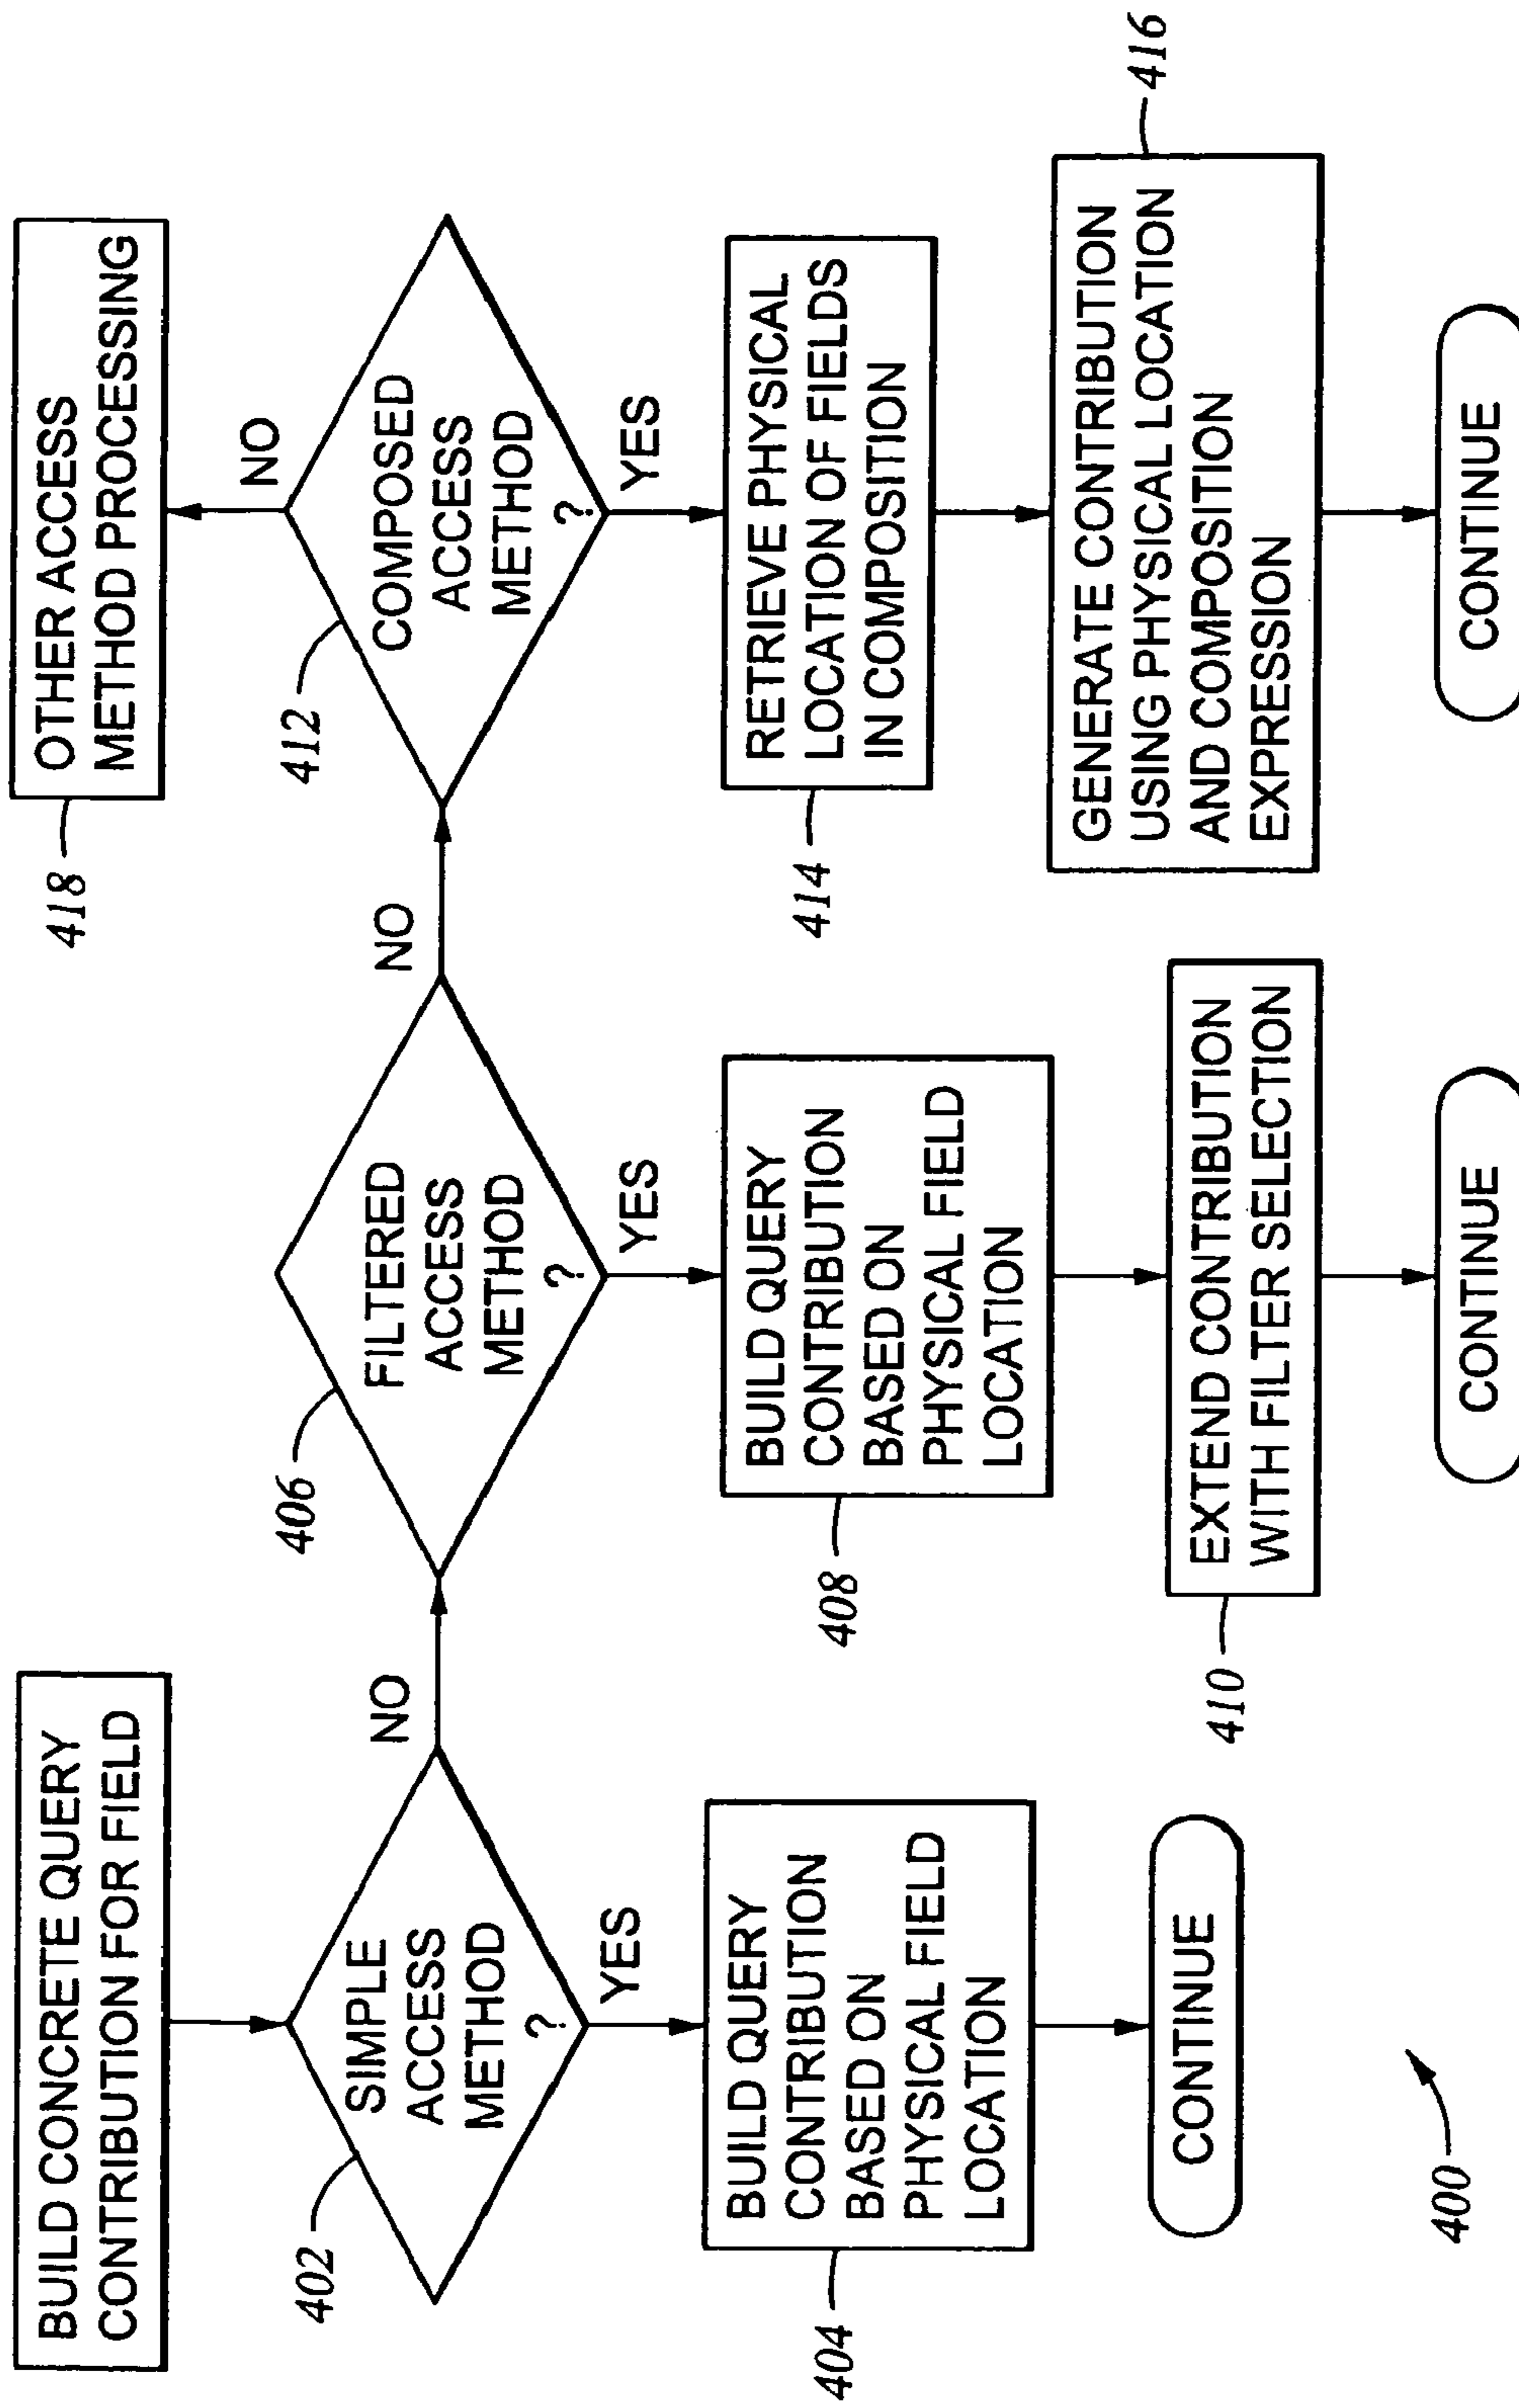 BUILD CONCRETE QUERY
CONTRIBUTION FOR FIELD
402
SIMPLE
ACCESS
METHOD
?
NO
YES
404
BUILD QUERY
CONTRIBUTION
BASED ON
PHYSICAL FIELD
LOCATION
CONTINUE
400
406
FILTERED
ACCESS
METHOD
?
NO
YES
408
BUILD QUERY
CONTRIBUTION
BASED ON
PHYSICAL FIELD
LOCATION
410
EXTEND CONTRIBUTION
WITH FILTER SELECTION
CONTINUE
418
OTHER ACCESS
METHOD PROCESSING
NO
412
COMPOSED
ACCESS
METHOD
?
YES
414
RETRIEVE PHYSICAL
LOCATION OF FIELDS
IN COMPOSITION
416
GENERATE CONTRIBUTION
USING PHYSICAL LOCATION
AND COMPOSITION
EXPRESSION
CONTINUE